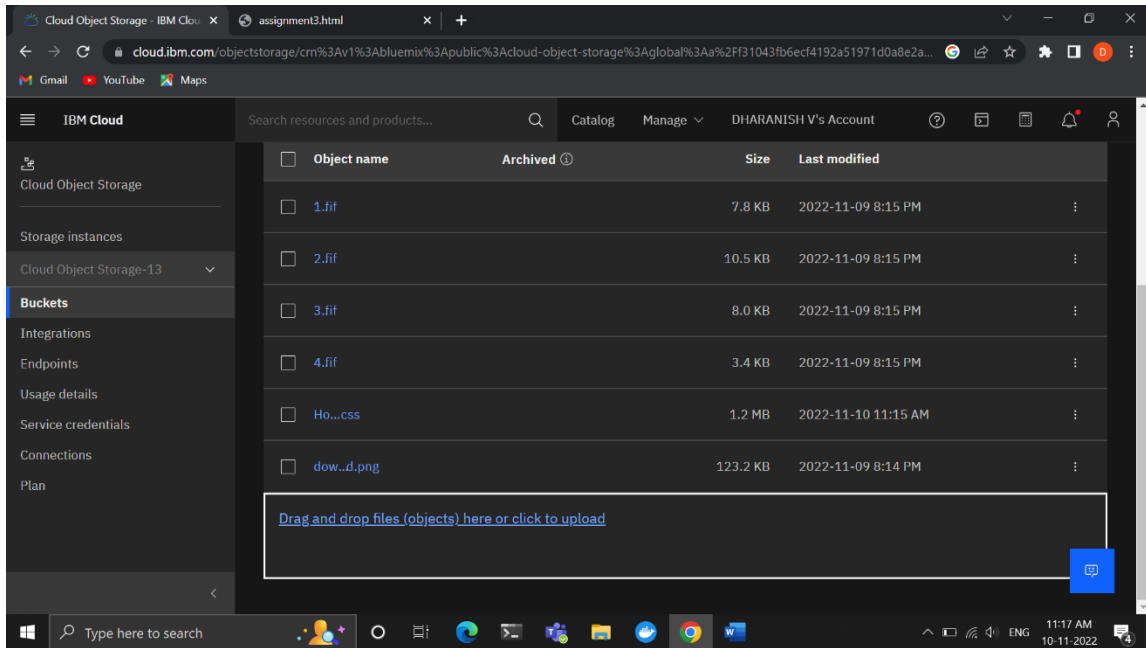 Cloud Object Storage - IBM Clou
assignment3.html
cloud.ibm.com/objectstorage/crn%3Av1%3Abluemix%3Apublic%3Acloud-object-storage%3Aglobal%3Aa%2Ff31043fb6ecf4192a51971d0a8e2a...
Gmail YouTube Maps
IBM Cloud Search resources and products... Catalog Manage DHARANISH V's Account
Cloud Object Storage
Storage instances
Cloud Object Storage-13
Buckets
Integrations
Endpoints
Usage details
Service credentials
Connections
Plan
Object name Archived Size Last modified
1.fif 7.8 KB 2022-11-09 8:15 PM
2.fif 10.5 KB 2022-11-09 8:15 PM
3.fif 8.0 KB 2022-11-09 8:15 PM
4.fif 3.4 KB 2022-11-09 8:15 PM
Ho...css 1.2 MB 2022-11-10 11:15 AM
dow...d.png 123.2 KB 2022-11-09 8:14 PM
Drag and drop files (objects) here or click to upload
Type here to search
ENG
11:17 AM
10-11-2022
4
D